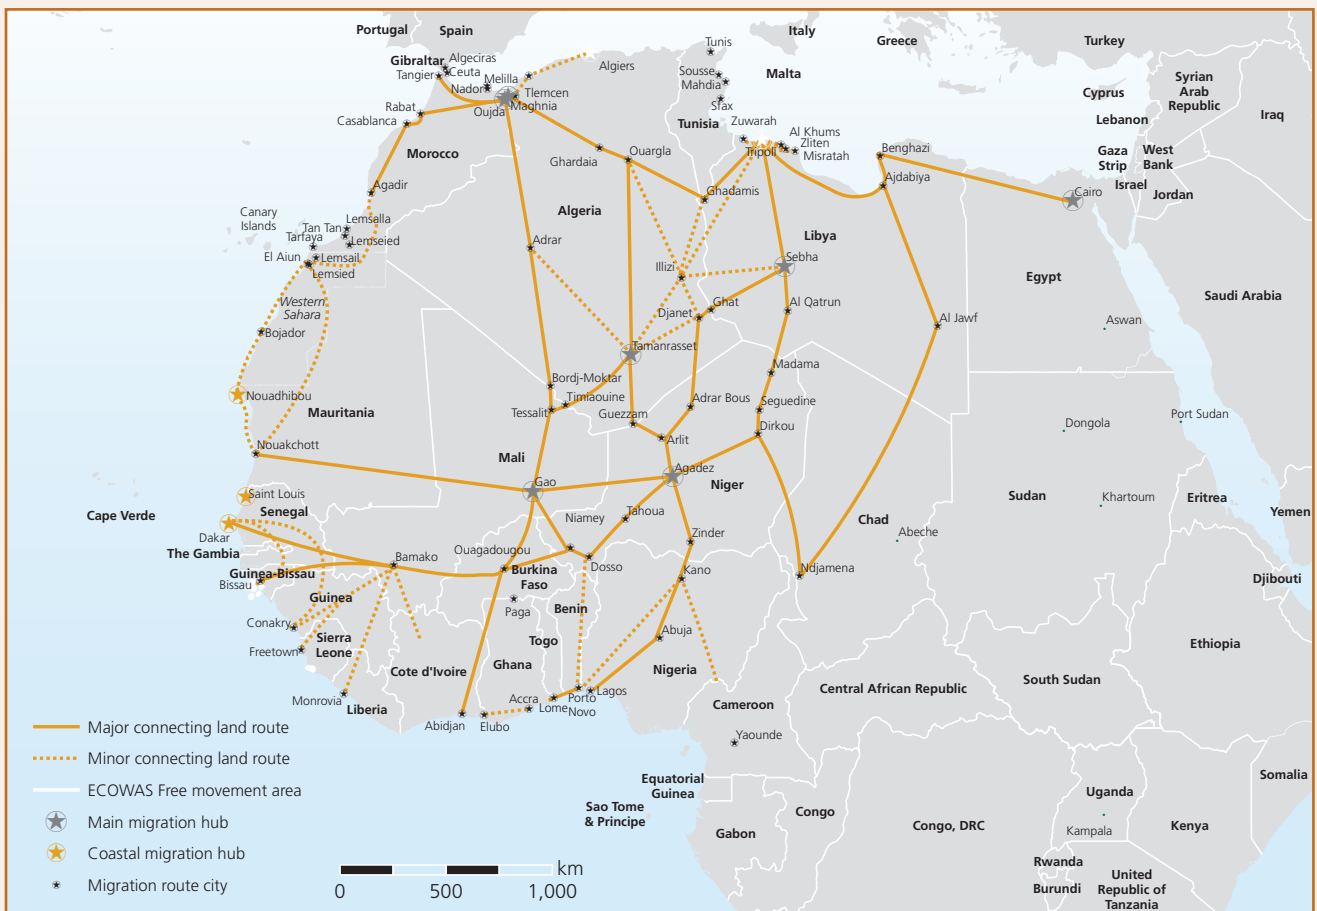 Portugal
Spain
Italy
Greece
Turkey
Gibraltar
Algeciras
Ceuta
Tangier
Melilla
Nador
Algiers
Tlemcen
Maghnia
Oujda
Tunis
Sousse
Mahdia
Sfax
Malta
Cyprus
Syrian
Arab
Republic
Lebanon
Iraq
Rabat
Casablanca
Morocco
Tunisia
Zuwarah
Tripoli
Al Khums
Zliten
Misratah
Benghazi
Ajdabiya
Gaza
Strip
West
Bank
Israel
Jordan
Cairo
Ghardaia
Ouargla
Ghadamis
Agadir
Canary
Islands
Lemsalla
Tan Tan
Tarfaya
Lemseied
El Aiun
Lemsail
Lemsied
Algeria
Adrar
Libya
Illizi
Sebha
Egypt
Saudi Arabia
Western
Sahara
Bojador
Djanet
Ghat
Al Qatrun
Al Jawf
Aswan
Tamanrasset
Madama
Nouadhibou
Mauritania
Bordj-Moktar
Timiaouine
Tessalit
Guezzam
Adrar Bous
Seguedine
Dirkou
Arlit
Dongola
Port Sudan
Nouakchott
Mali
Gao
Agadez
Niger
Saint Louis
Senegal
Cape Verde
Dakar
The Gambia
Niamey
Tahoua
Zinder
Chad
Abeche
Sudan
Khartoum
Eritrea
Yemen
Guinea-Bissau
Bissau
Bamako
Ouagadougou
Burkina
Faso
Dosso
Kano
Ndjamena
Djibouti
Guinea
Conakry
Sierra
Leone
Freetown
Paga
Benin
Togo
Ghana
Cote d'Ivoire
Abuja
Nigeria
Ethiopia
Monrovia
Liberia
Abidjan
Elubo
Accra
Lome
Porto
Novo
Lagos
Cameroon
Yaounde
Central African Republic
South Sudan
Equatorial
Guinea
Sao Tome
& Principe
Gabon
Congo
Congo, DRC
Uganda
Kampala
Kenya
Somalia
Rwanda
Burundi
United
Republic of
Tanzania
Major connecting land route
Minor connecting land route
ECOWAS Free movement area
Main migration hub
Coastal migration hub
Migration route city
km
0 500 1,000